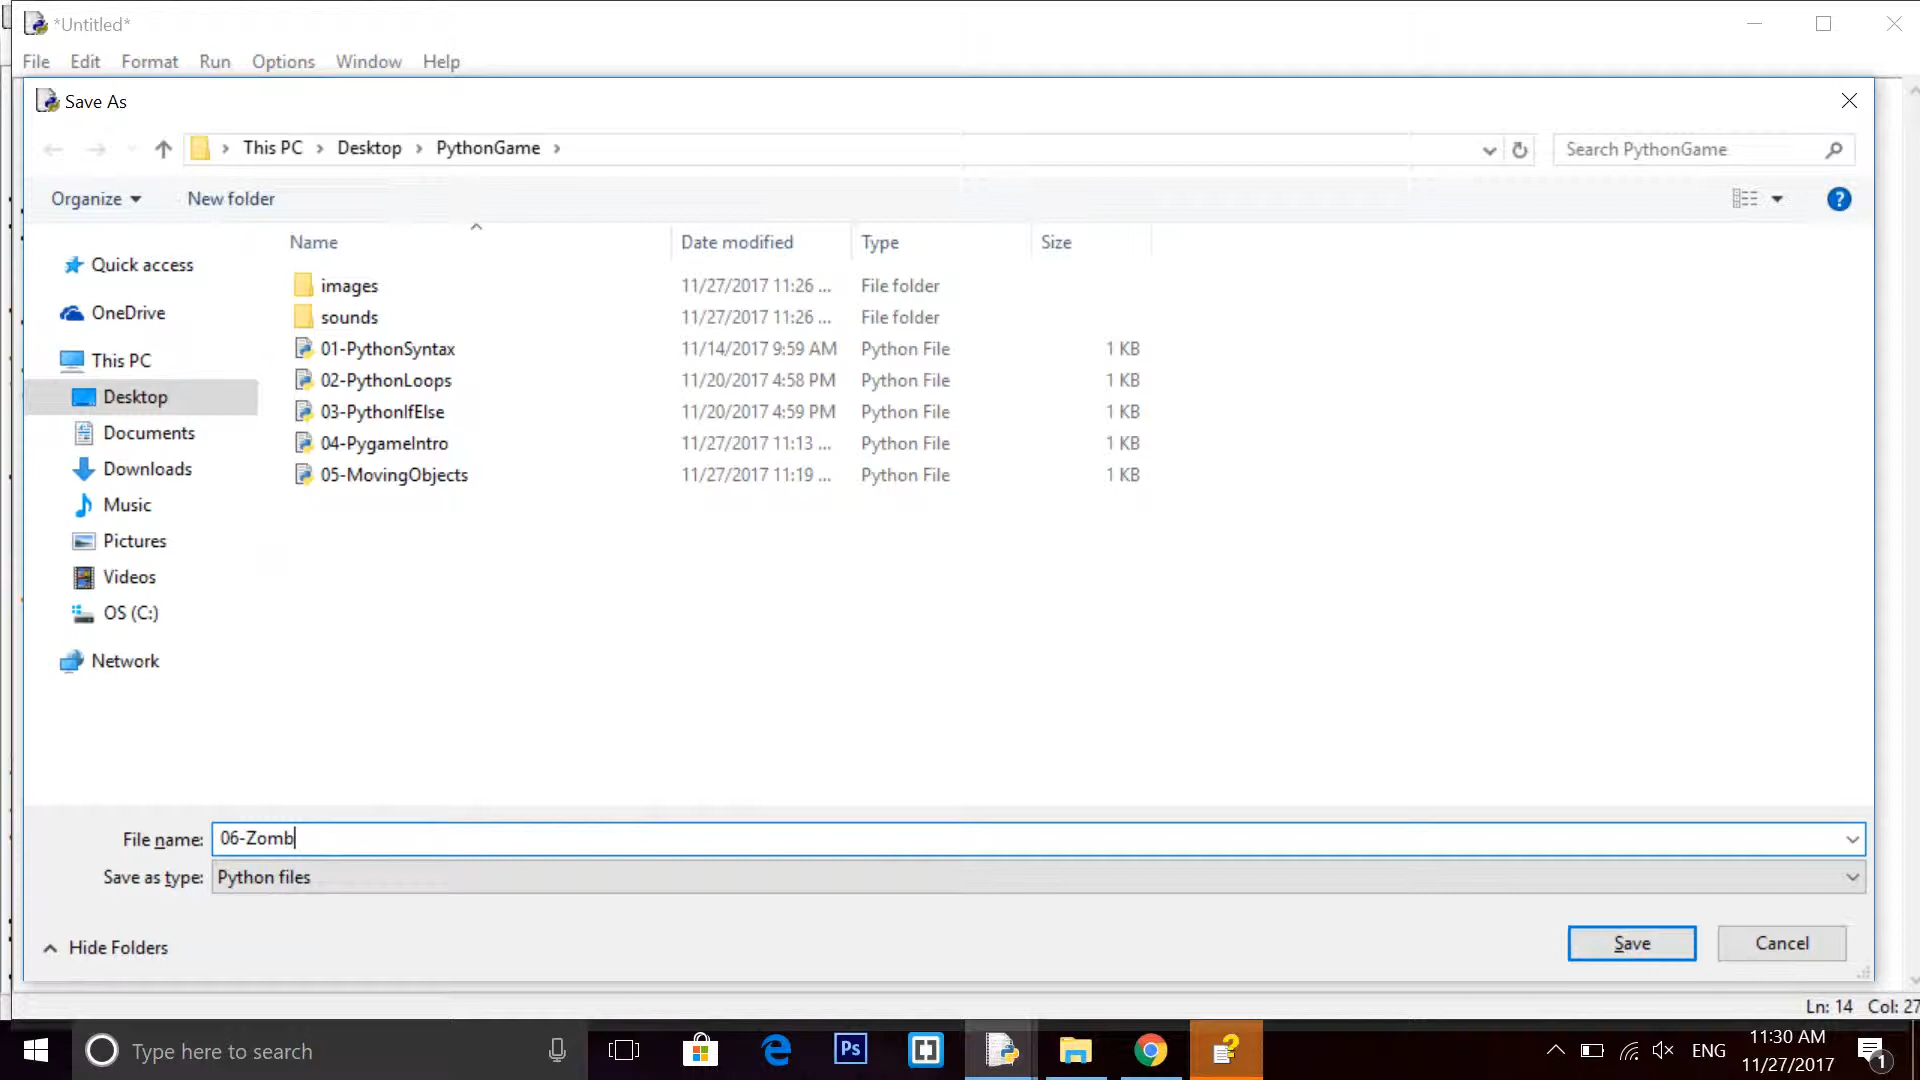 *Untitled*
File Edit Format Run Options Window Help
Save As
This PC Desktop PythonGame
Search PythonGame
Organize New folder
Name Date modified Type Size
Quick access
OneDrive
This PC
Desktop
Documents
Downloads
Music
Pictures
Videos
OS (C:)
Network
images 11/27/2017 11:26 ... File folder
sounds 11/27/2017 11:26 ... File folder
01-PythonSyntax 11/14/2017 9:59 AM Python File 1 KB
02-PythonLoops 11/20/2017 4:58 PM Python File 1 KB
03-PythonIfElse 11/20/2017 4:59 PM Python File 1 KB
04-PygameIntro 11/27/2017 11:13 ... Python File 1 KB
05-MovingObjects 11/27/2017 11:19 ... Python File 1 KB
File name: 06-Zomb
Save as type: Python files
Hide Folders
Save Cancel
Ln: 14 Col: 27
Type here to search
Ps
ENG
11:30 AM
11/27/2017
1